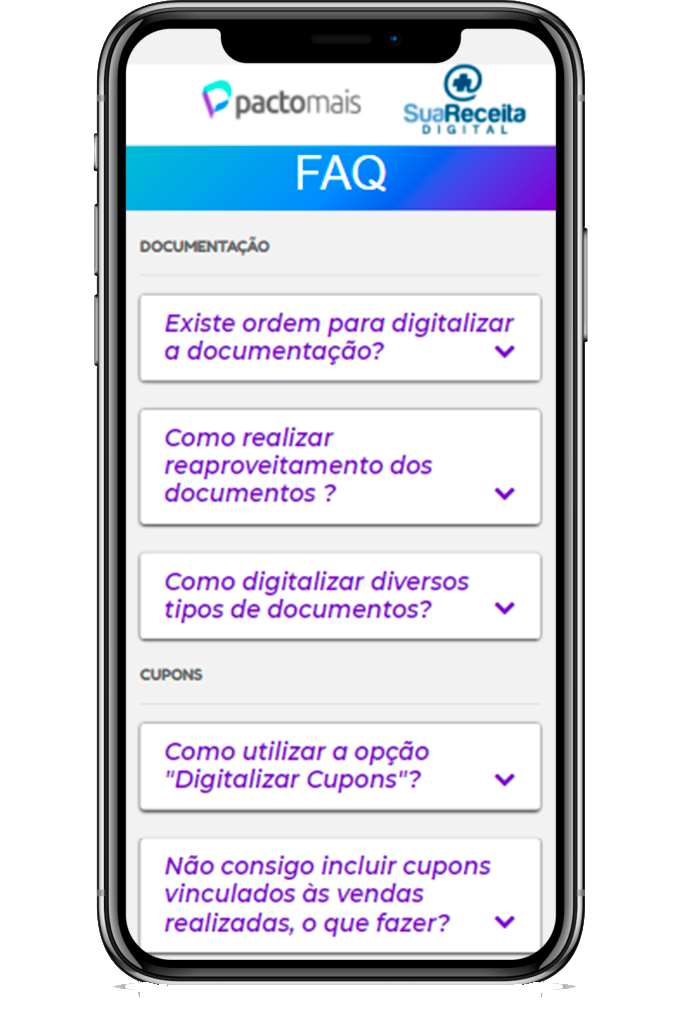 pactomais
SuaReceita
DIGITAL
FAQ
DOCUMENTAÇÃO
Existe ordem para digitalizar
a documentação?
Como realizar
reaproveitamento dos
documentos ?
Como digitalizar diversos
tipos de documentos?
CUPONS
Como utilizar a opção
"Digitalizar Cupons"?
Não consigo incluir cupons
vinculados às vendas
realizadas, o que fazer?